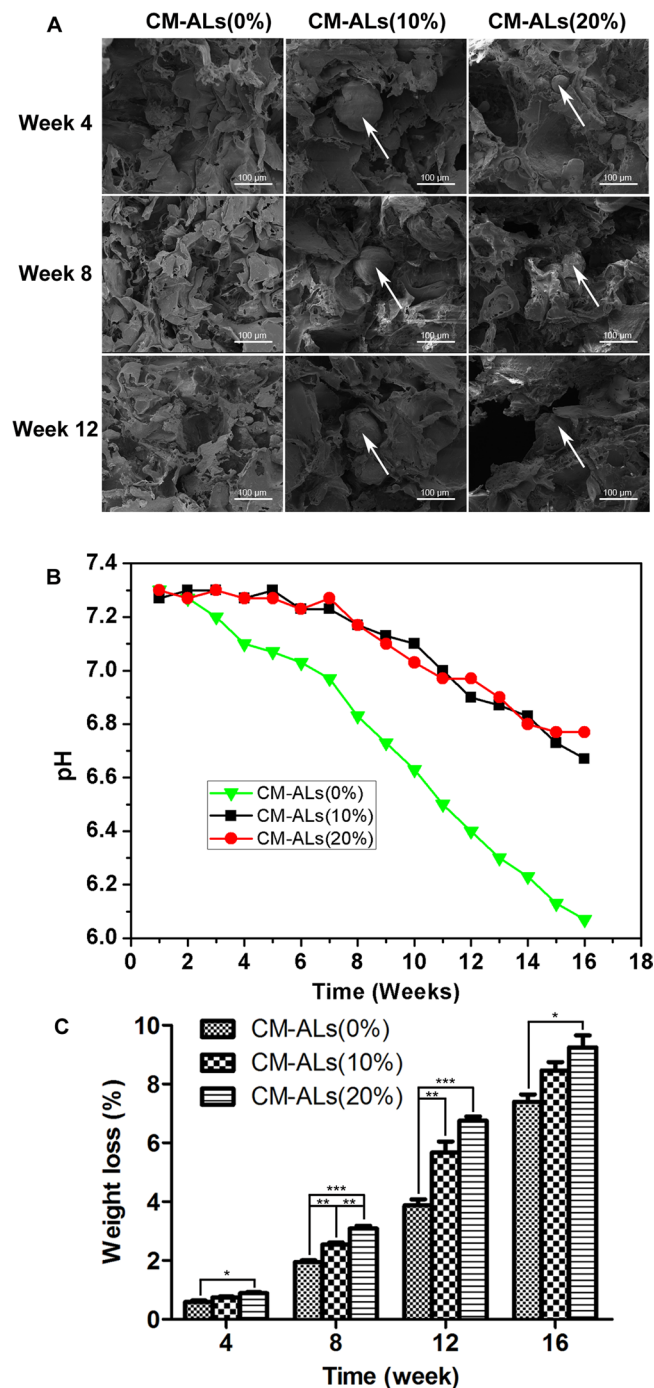 A
CM-ALs(0%) CM-ALs(10%) CM-ALs(20%)
Week 4
100 μm 100 μm 100 μm
Week 8
100 μm 100 μm 100 μm
Week 12
100 μm 100 μm 100 μm
B
7.4
7.2
7.0
6.8
6.6
6.4
6.2
6.0
pH
CM-ALs(0%)
CM-ALs(10%)
CM-ALs(20%)
0 2 4 6 8 10 12 14 16 18
Time (Weeks)
C
10
8
6
4
2
0
Weight loss (%)
CM-ALs(0%)
CM-ALs(10%)
CM-ALs(20%)
*
***
** **
***
**
*
4 8 12 16
Time (week)